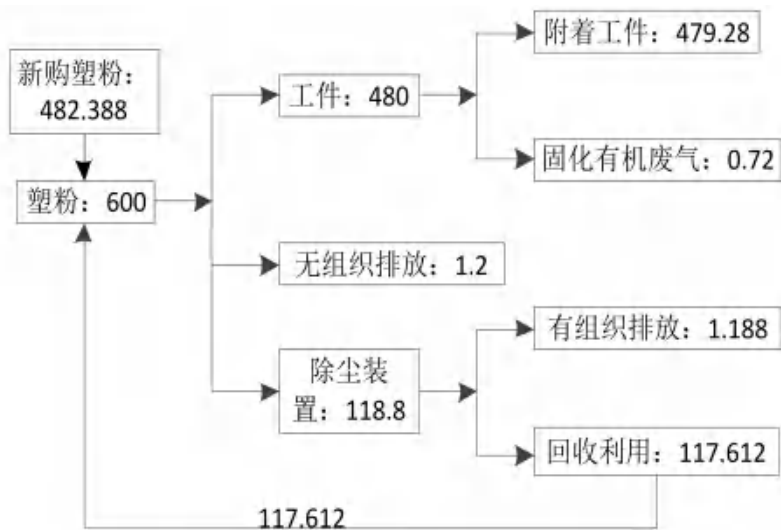 新购塑粉：
482.388
塑粉：600
工件：480
附着工件：479.28
固化有机废气：0.72
无组织排放：1.2
除尘装
置：118.8
有组织排放：1.188
回收利用：117.612
117.612